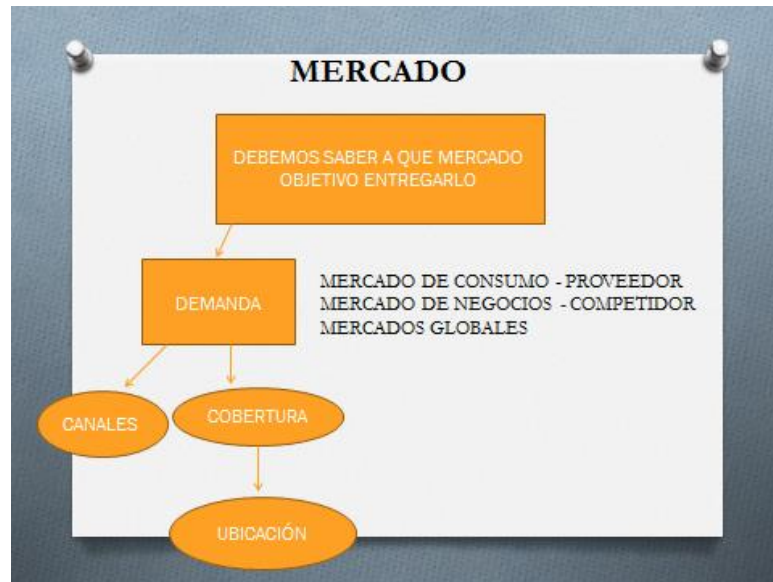 MERCADO
DEBEMOS SABER A QUE MERCADO
OBJETIVO ENTREGARLO
DEMANDA
MERCADO DE CONSUMO - PROVEEDOR
MERCADO DE NEGOCIOS - COMPETIDOR
MERCADOS GLOBALES
CANALES
COBERTURA
UBICACIÓN